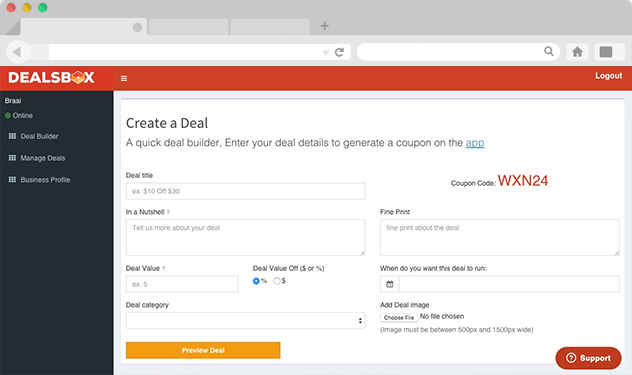 DEALSBOX
Logout
Braai
Online
Deal Builder
Manage Deals
Business Profile
Create a Deal
A quick deal builder, Enter your deal details to generate a coupon on the app
Deal title
ex. $10 Off $30
Coupon Code: WXN24
In a Nutshell ?
Tell us more about your deal
Fine Print
fine print about the deal
Deal Value ?
ex. 5
Deal Value Off ($ or %)
% $
When do you want this deal to run:
Deal category
Add Deal image
Choose File No file chosen
(Image must be between 500px and 1500px wide)
Preview Deal
? Support